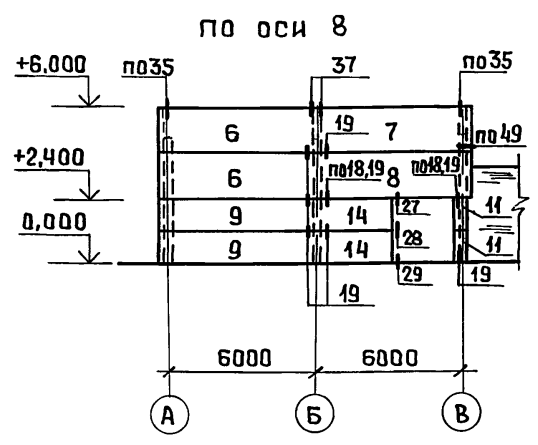 по оси 8
+6,000 по35 37 по35
6 19 7 по49
+2,400 6 по18,19 8 по18,19
0,000 9 14 27 11
9 14 28 11
19 29 19
6000 6000
А Б В